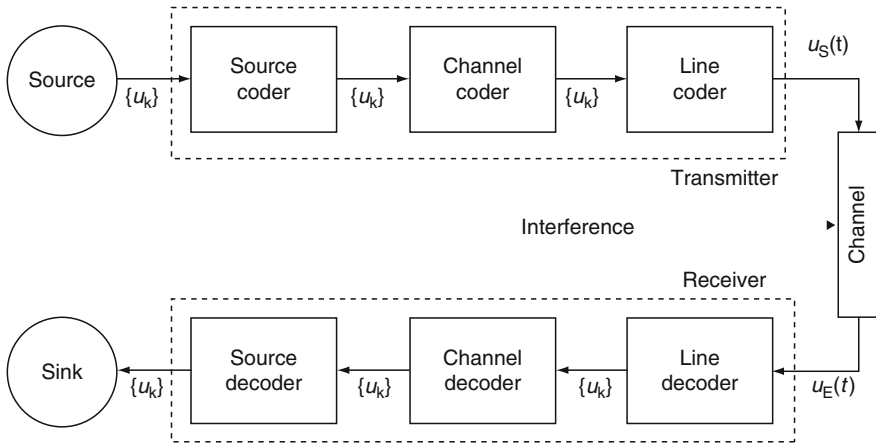 Source
{u_k}
Source
coder
{u_k}
Channel
coder
{u_k}
Line
coder
u_S(t)
Transmitter
Interference
Channel
Receiver
Sink
{u_k}
Source
decoder
{u_k}
Channel
decoder
{u_k}
Line
decoder
u_E(t)